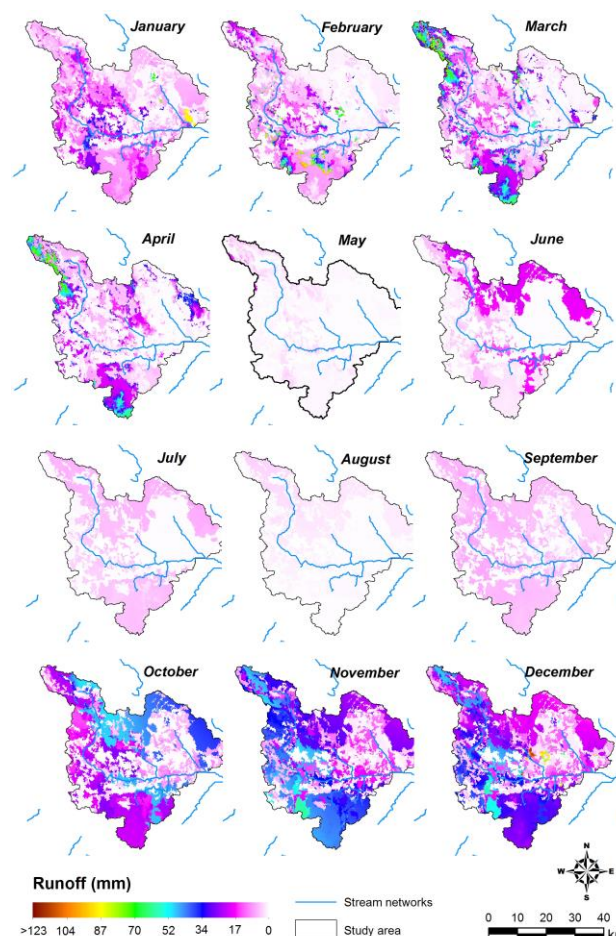 January
February
March
April
May
June
July
August
September
October
November
December
Runoff (mm)
>123 104 87 70 52 34 17 0
Stream networks
Study area
N
W E
S
0 10 20 30 40